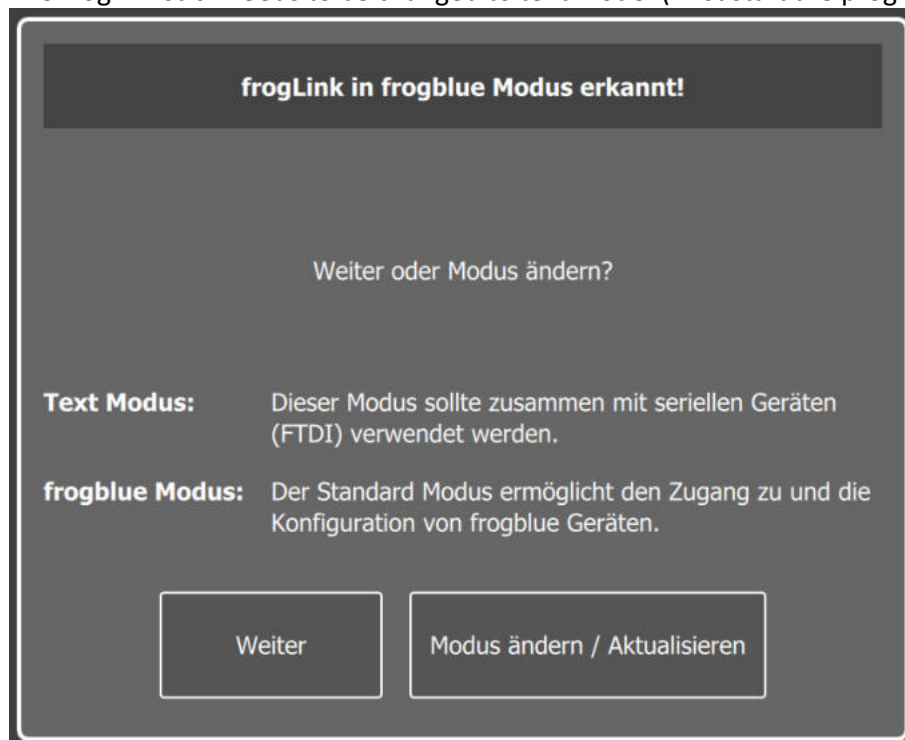 frogLink in frogblue Modus erkannt!
Weiter oder Modus ändern?
Text Modus: Dieser Modus sollte zusammen mit seriellen Geräten
(FTDI) verwendet werden.
frogblue Modus: Der Standard Modus ermöglicht den Zugang zu und die
Konfiguration von frogblue Geräten.
Weiter Modus ändern / Aktualisieren